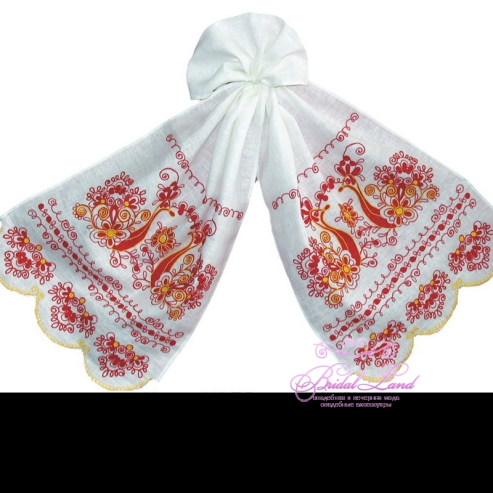 Bridal Land
свадебная и вечерняя мода
свадебные аксессуары